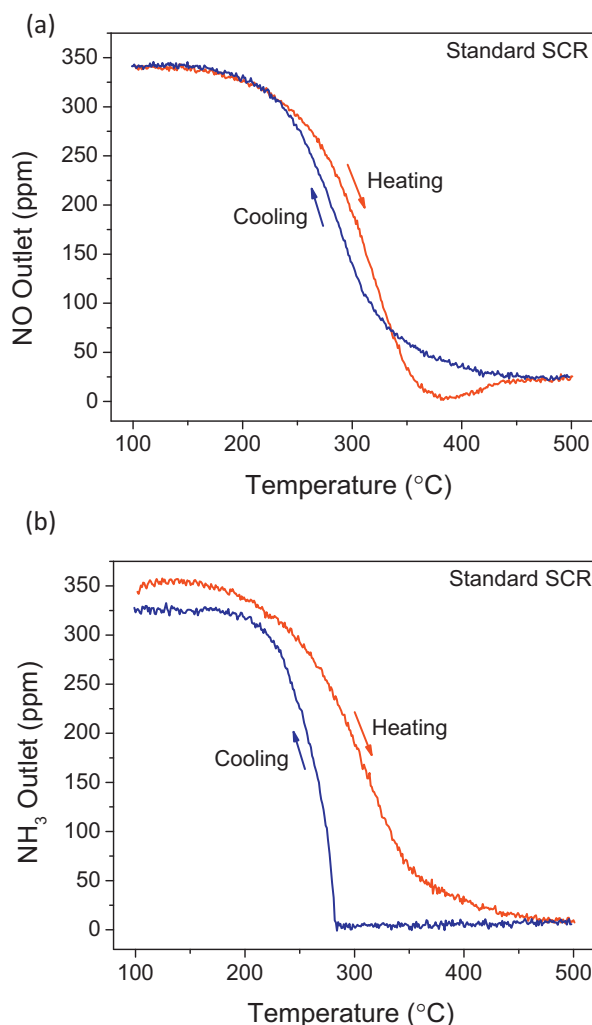 (a)
350
Standard SCR
300
250
Heating
200
Cooling
150
100
50
0
NO Outlet (ppm)
100 200 300 400 500
Temperature (°C)
(b)
350
Standard SCR
300
250
Heating
200
Cooling
150
100
50
0
NH₃ Outlet (ppm)
100 200 300 400 500
Temperature (°C)